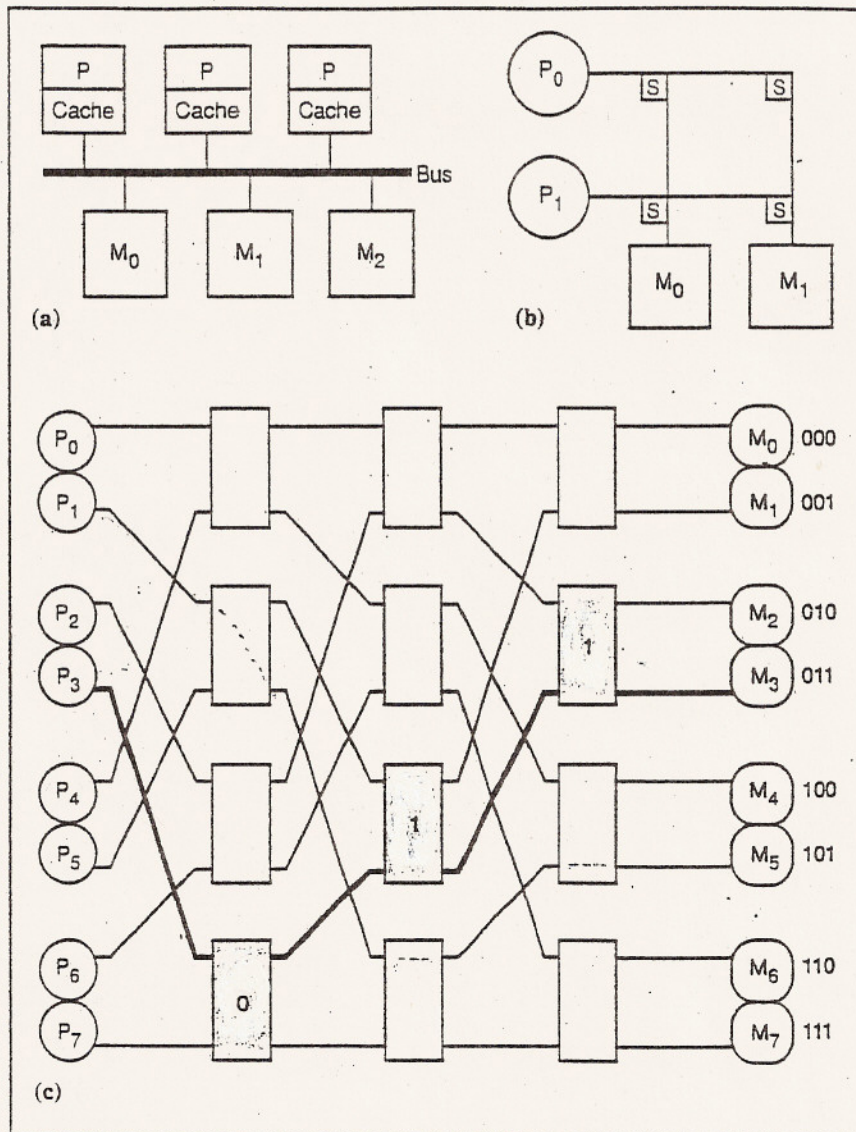 P P P
Cache Cache Cache
Bus
M₀ M₁ M₂
(a)
P₀ S S
P₁ S S
M₀ M₁
(b)
P₀ M₀ 000
P₁ M₁ 001
P₂ M₂ 010
1
P₃ M₃ 011
P₄ M₄ 100
1
P₅ M₅ 101
P₆ M₆ 110
0
P₇ M₇ 111
(c)